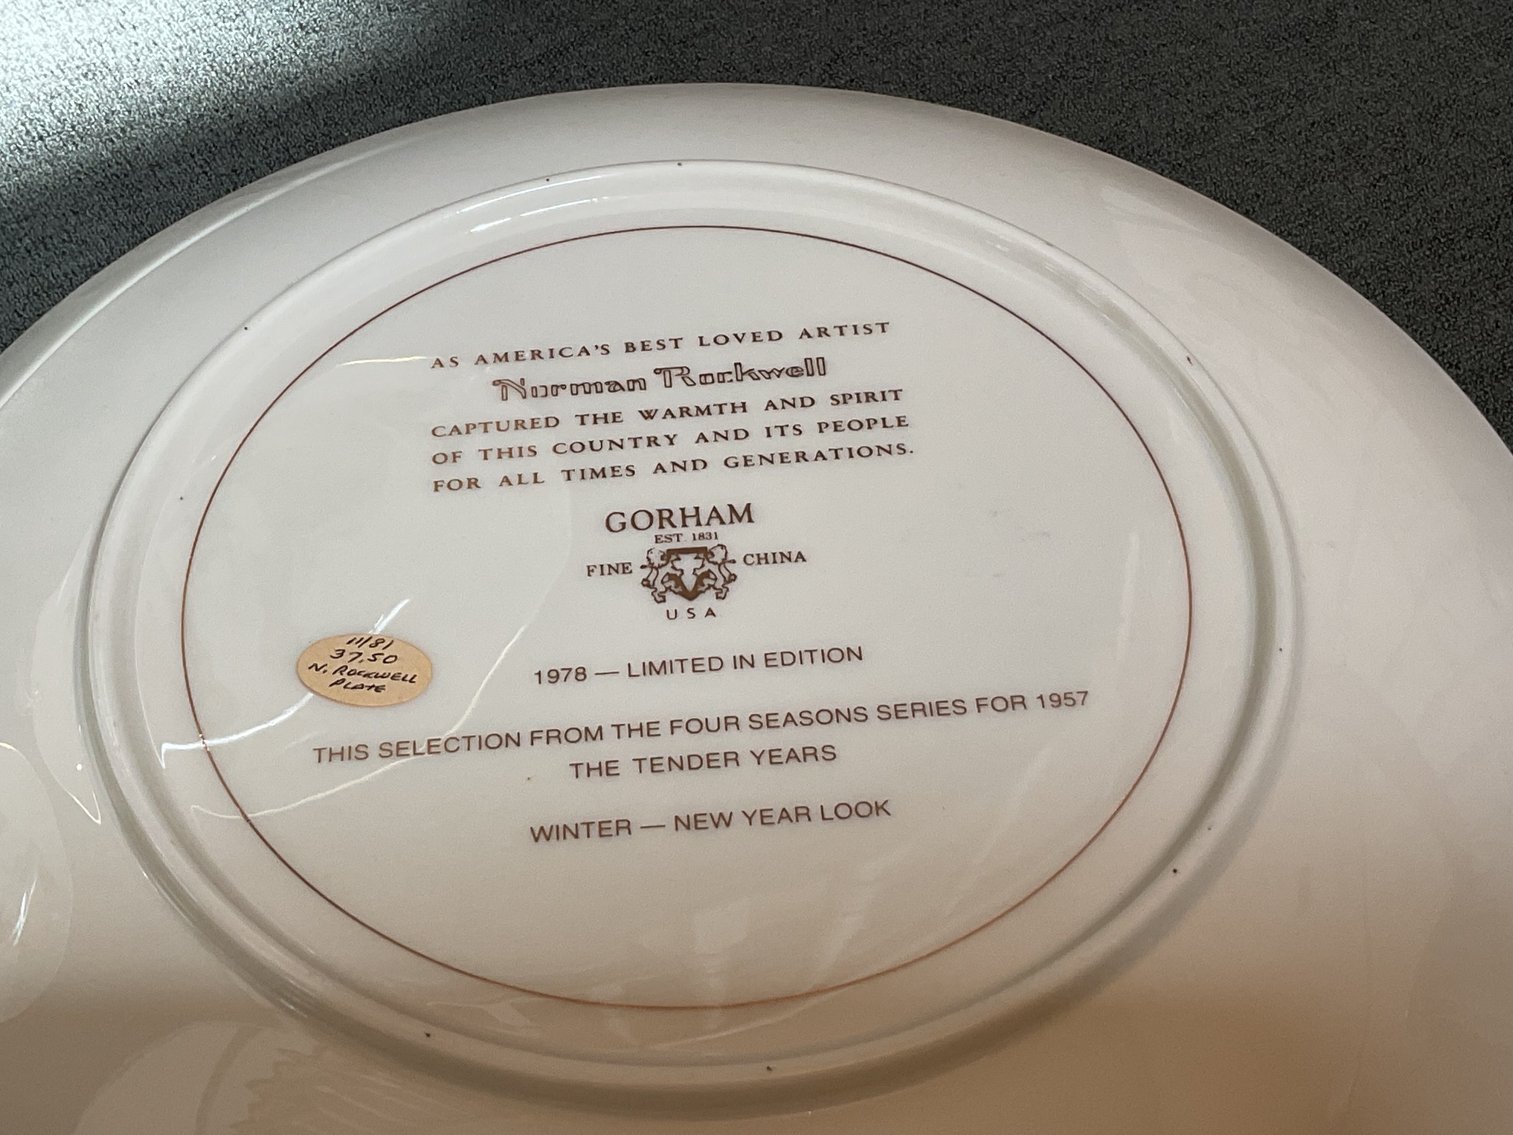 AS AMERICA'S BEST LOVED ARTIST
Norman Rockwell
CAPTURED THE WARMTH AND SPIRIT
OF THIS COUNTRY AND ITS PEOPLE
FOR ALL TIMES AND GENERATIONS.
GORHAM
EST. 1831
FINE CHINA
USA
11/81
37.50
N. ROCKWELL
PLATE
1978 — LIMITED IN EDITION
THIS SELECTION FROM THE FOUR SEASONS SERIES FOR 1957
THE TENDER YEARS
WINTER — NEW YEAR LOOK